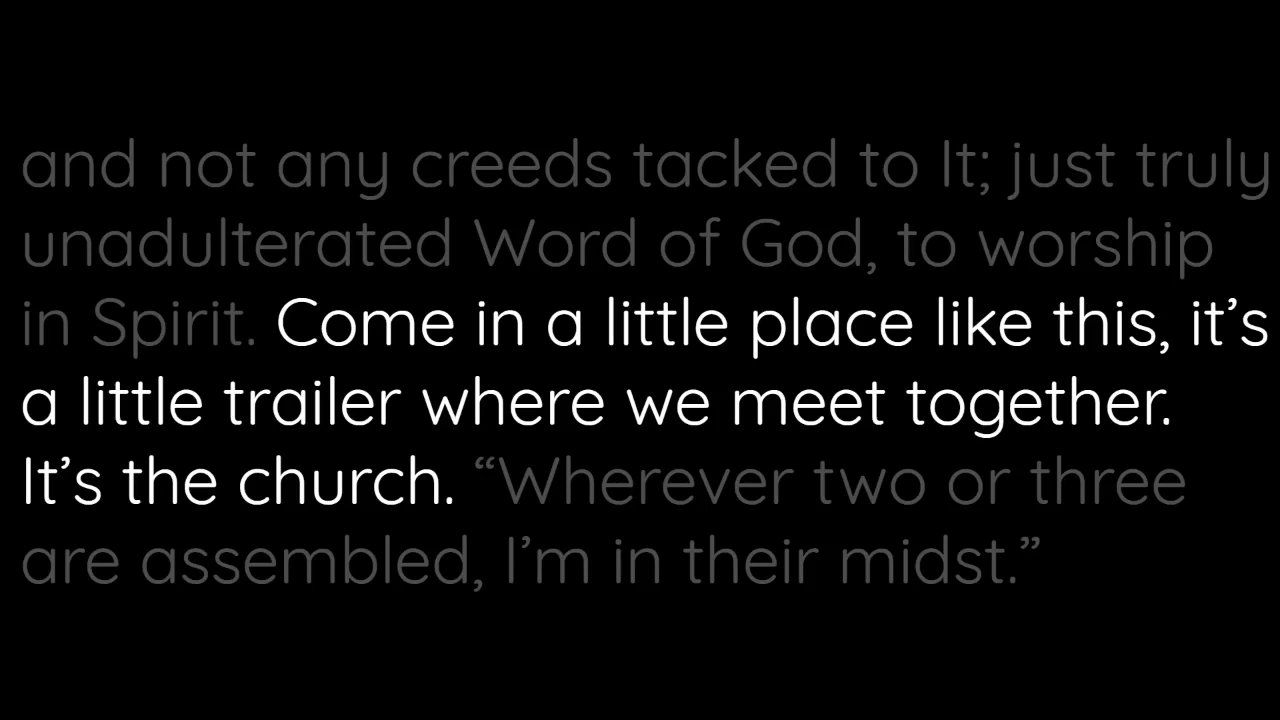 and not any creeds tacked to It; just truly
unadulterated Word of God, to worship
in Spirit. Come in a little place like this, it’s
a little trailer where we meet together.
It’s the church. “Wherever two or three
are assembled, I’m in their midst.”